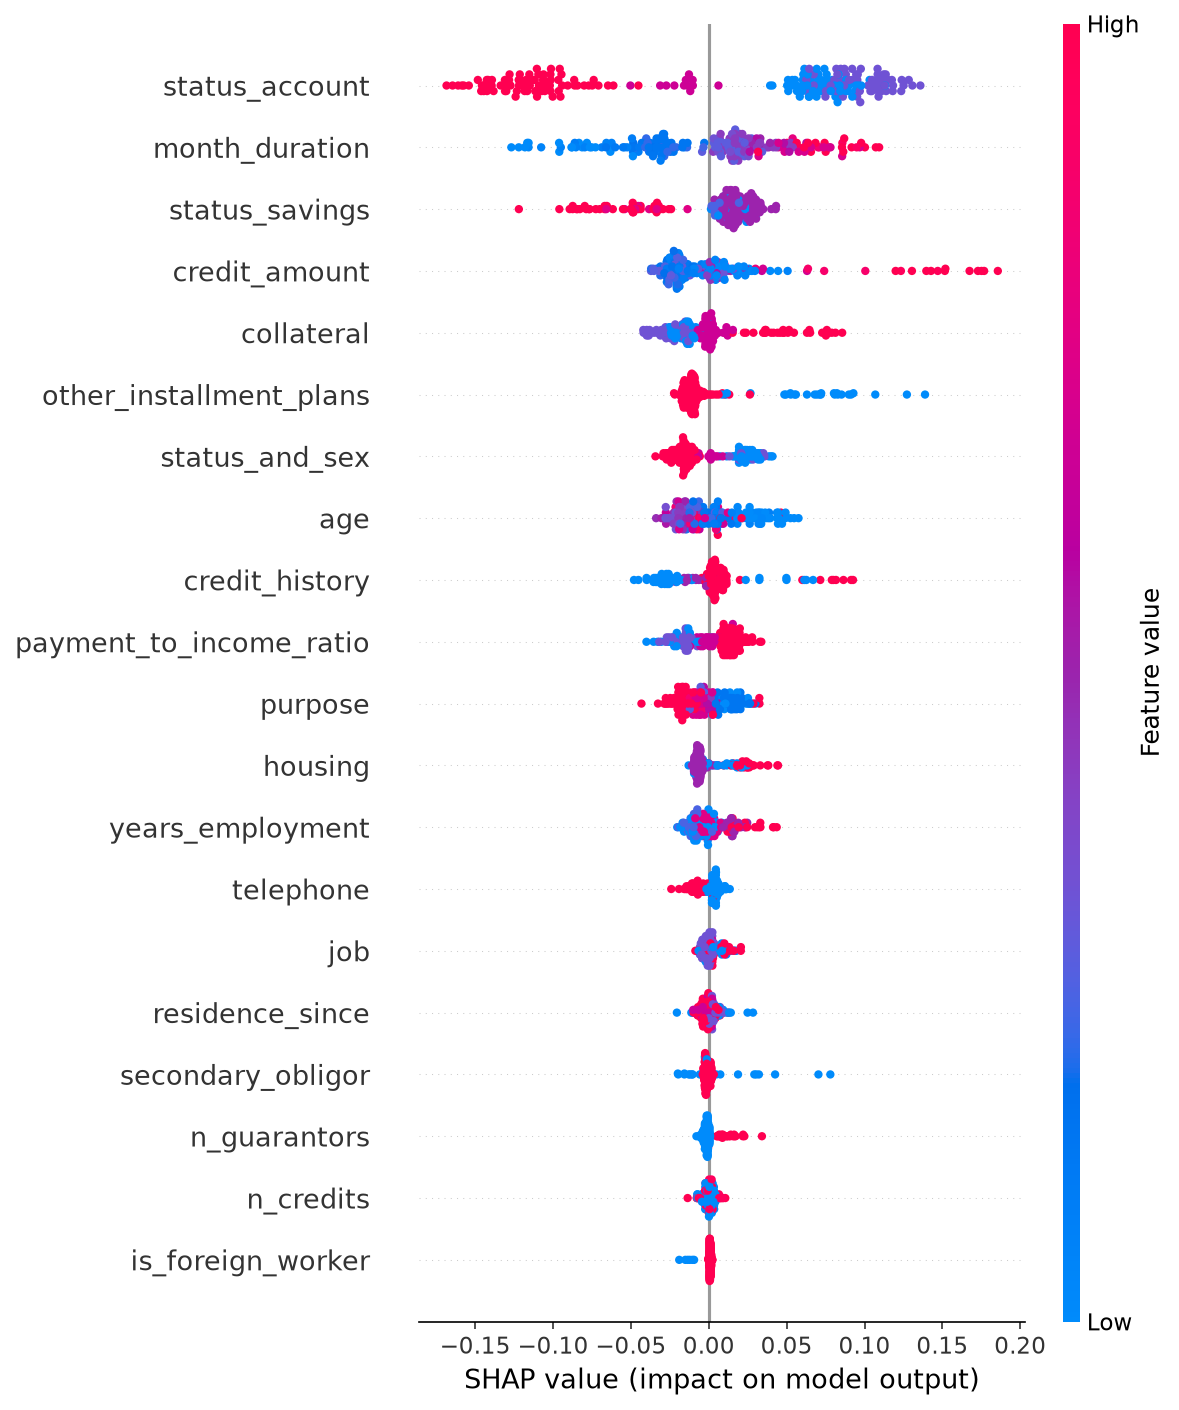 High
status_account
month_duration
status_savings
credit_amount
collateral
other_installment_plans
status_and_sex
age
credit_history
payment_to_income_ratio
purpose
housing
years_employment
telephone
job
residence_since
secondary_obligor
n_guarantors
n_credits
is_foreign_worker
Feature value
Low
−0.15 −0.10 −0.05 0.00 0.05 0.10 0.15 0.20
SHAP value (impact on model output)